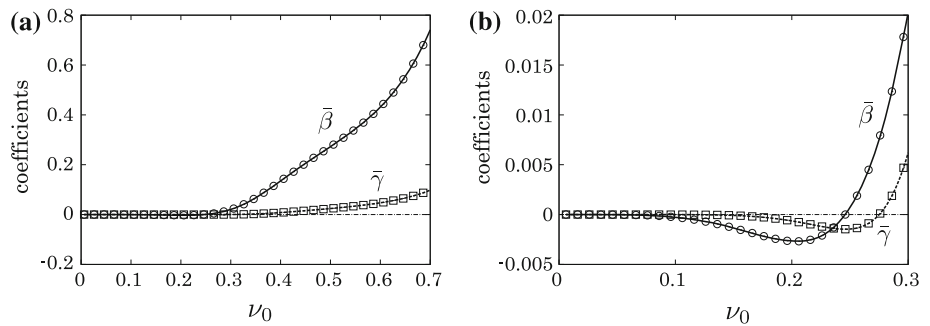 (a)
0.8
0.6
0.4
0.2
0
-0.2
coefficients
β̄
γ̄
0 0.1 0.2 0.3 0.4 0.5 0.6 0.7
ν₀
(b)
0.02
0.015
0.01
0.005
0
-0.005
coefficients
β̄
γ̄
0.1 0.2 0.3
ν₀